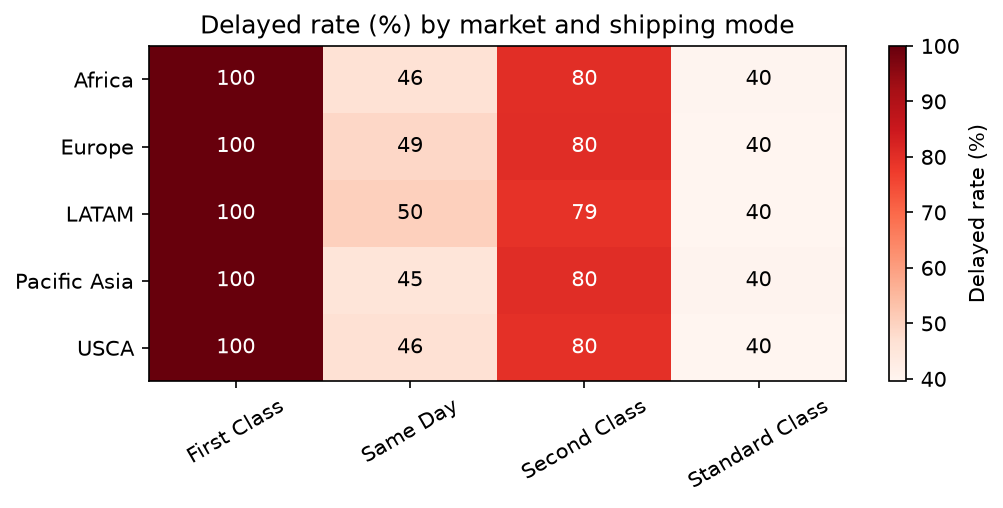 Delayed rate (%) by market and shipping mode
Africa 100 46 80 40
Europe 100 49 80 40
LATAM 100 50 79 40
Pacific Asia 100 45 80 40
USCA 100 46 80 40
First Class Same Day Second Class Standard Class
100
90
80
70
60
50
40
Delayed rate (%)